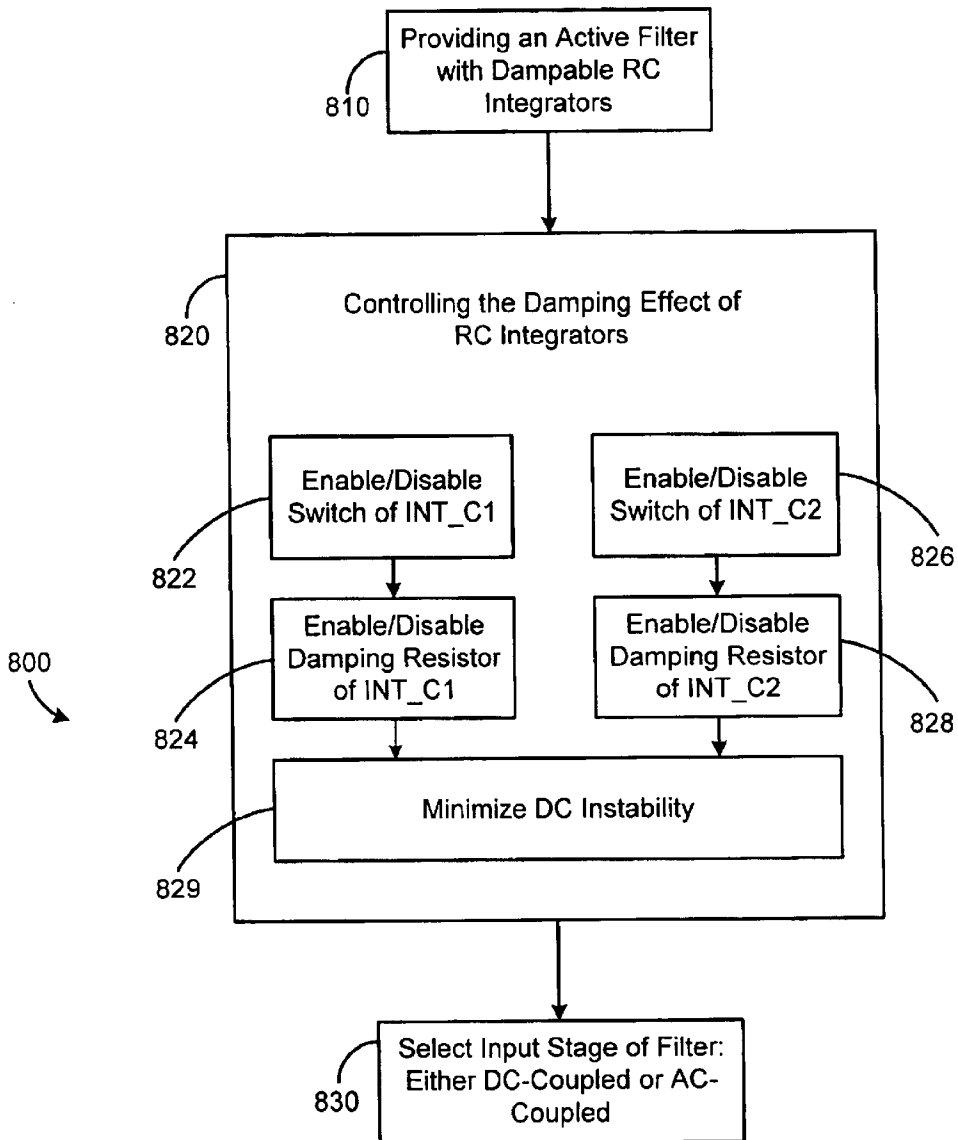 Providing an Active Filter
with Dampable RC
Integrators
810
820
Controlling the Damping Effect of
RC Integrators
Enable/Disable
Switch of INT_C1
822
Enable/Disable
Switch of INT_C2
826
Enable/Disable
Damping Resistor
of INT_C1
824
Enable/Disable
Damping Resistor
of INT_C2
828
800
Minimize DC Instability
829
Select Input Stage of Filter:
Either DC-Coupled or AC-
Coupled
830